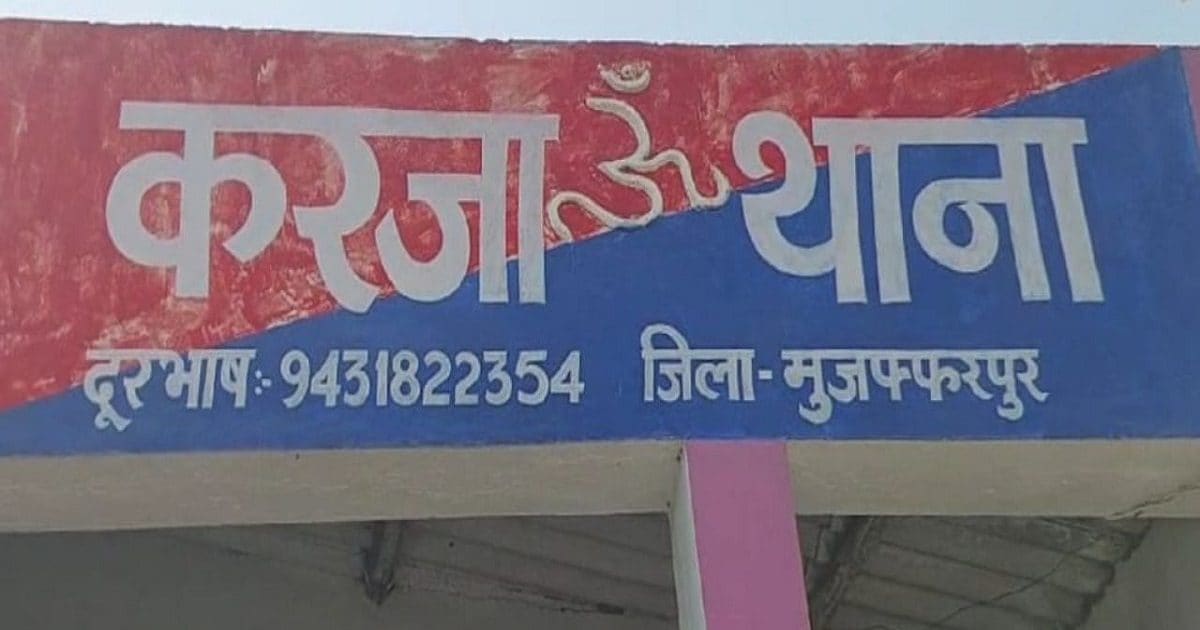 करजा ॐ थाना
दूरभाष:- 9431822354 जिला - मुजफ्फरपुर